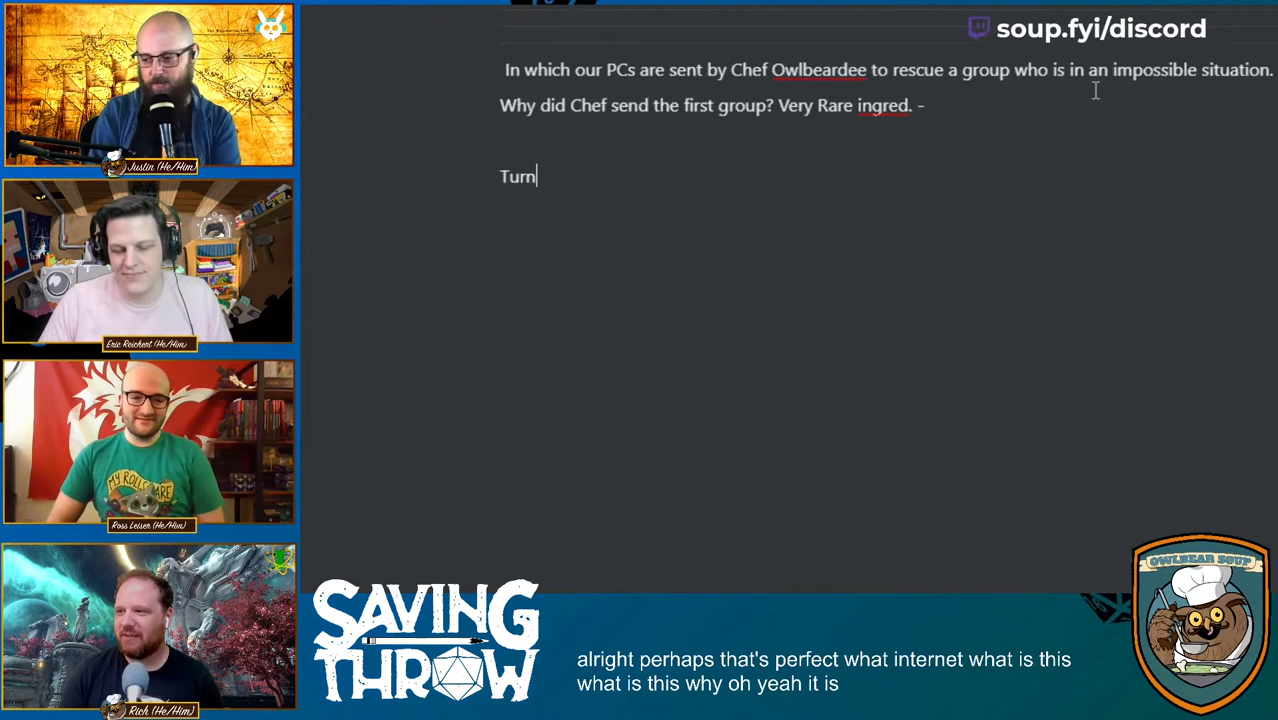 soup.fyi/discord
In which our PCs are sent by Chef Owlbeardee to rescue a group who is in an impossible situation.
Why did Chef send the first group? Very Rare ingred. -
Turn
Justin (He/Him)
Eric Reichert (He/Him)
MY ROLLS ARE
Ross Leiser (He/Him)
Rich (He/Him)
SAVING
THROW
alright perhaps that's perfect what internet what is this
what is this why oh yeah it is
OWLBEAR SOUP